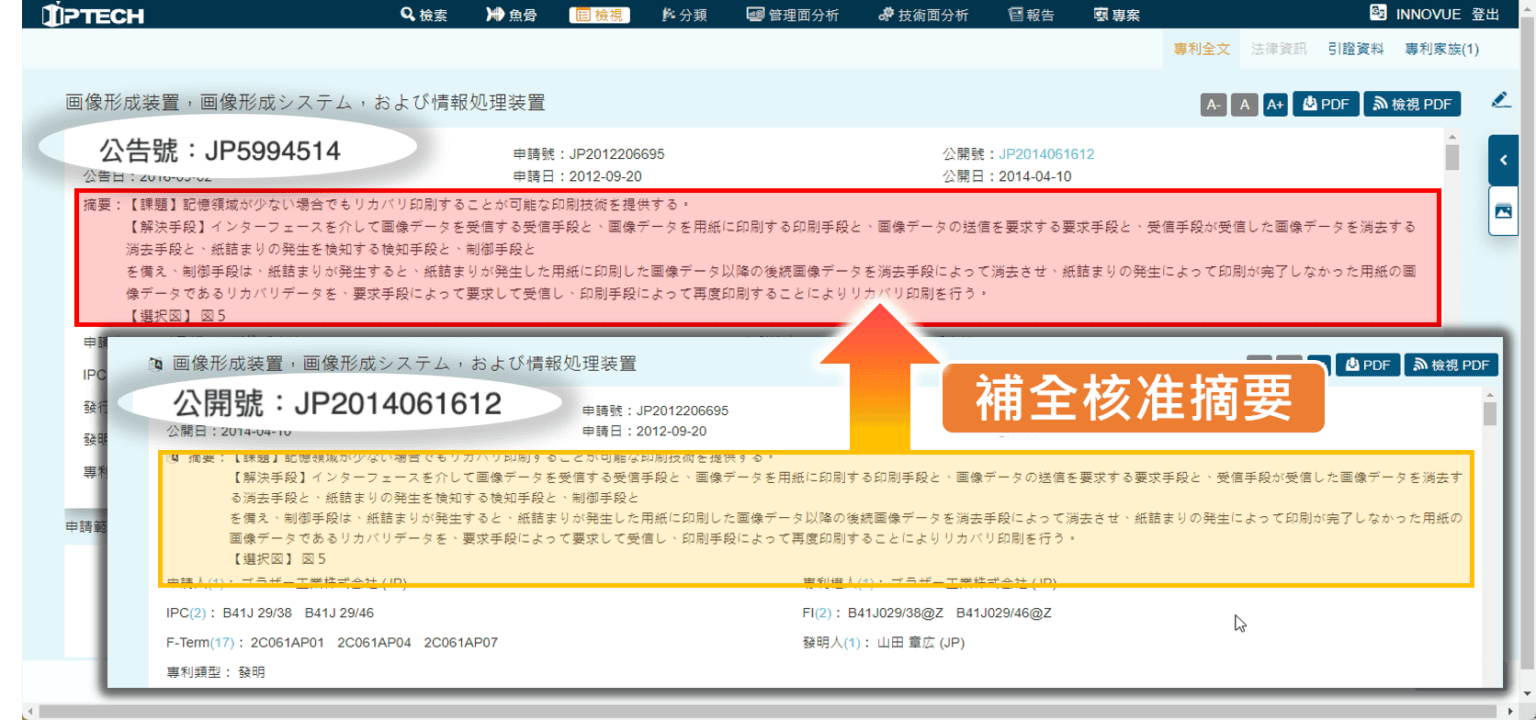 IPTECH 檢索 魚骨 檢視 分類 管理面分析 技術面分析 報告 專案 INNOVUE 登出
專利全文 法律資訊 引證資料 專利家族(1)
画像形成装置,画像形成システム,および情報処理装置 A- A A+ PDF 檢視 PDF
公告號:JP5994514 申請號:JP2012206695 公開號:JP2014061612
公告日: 申請日:2012-09-20 公開日:2014-04-10
摘要:【課題】記憶領域が少ない場合でもリカバリ印刷することが可能な印刷技術を提供する。
【解決手段】インターフェースを介して画像データを受信する受信手段と、画像データを用紙に印刷する印刷手段と、画像データの送信を要求する要求手段と、受信手段が受信した画像データを消去する
消去手段と、紙詰まりの発生を検知する検知手段と、制御手段と
を備え、制御手段は、紙詰まりが発生すると、紙詰まりが発生した用紙に印刷した画像データ以降の後続画像データを消去手段によって消去させ、紙詰まりの発生によって印刷が完了しなかった用紙の画
像データであるリカバリデータを、要求手段によって要求して受信し、印刷手段によって再度印刷することによりリカバリ印刷を行う。
【選択図】図5
IPC
画像形成装置,画像形成システム,および情報処理装置 PDF 檢視 PDF
補全核准摘要
公開號:JP2014061612 申請號:JP2012206695
公開日:2014-04-10 申請日:2012-09-20
摘要:【課題】記憶領域が少ない場合でもリカバリ印刷することが可能な印刷技術を提供する。
【解決手段】インターフェースを介して画像データを受信する受信手段と、画像データを用紙に印刷する印刷手段と、画像データの送信を要求する要求手段と、受信手段が受信した画像データを消去す
る消去手段と、紙詰まりの発生を検知する検知手段と、制御手段と
を備え、制御手段は、紙詰まりが発生すると、紙詰まりが発生した用紙に印刷した画像データ以降の後続画像データを消去手段によって消去させ、紙詰まりの発生によって印刷が完了しなかった用紙の
画像データであるリカバリデータを、要求手段によって要求して受信し、印刷手段によって再度印刷することによりリカバリ印刷を行う。
【選択図】図5
申請人(1):ブラザー工業株式会社 (JP) 專利權人(1):ブラザー工業株式会社 (JP)
IPC(2): B41J 29/38 B41J 29/46 FI(2): B41J029/38@Z B41J029/46@Z
F-Term(17): 2C061AP01 2C061AP04 2C061AP07 發明人(1): 山田 章広 (JP)
專利類型: 發明